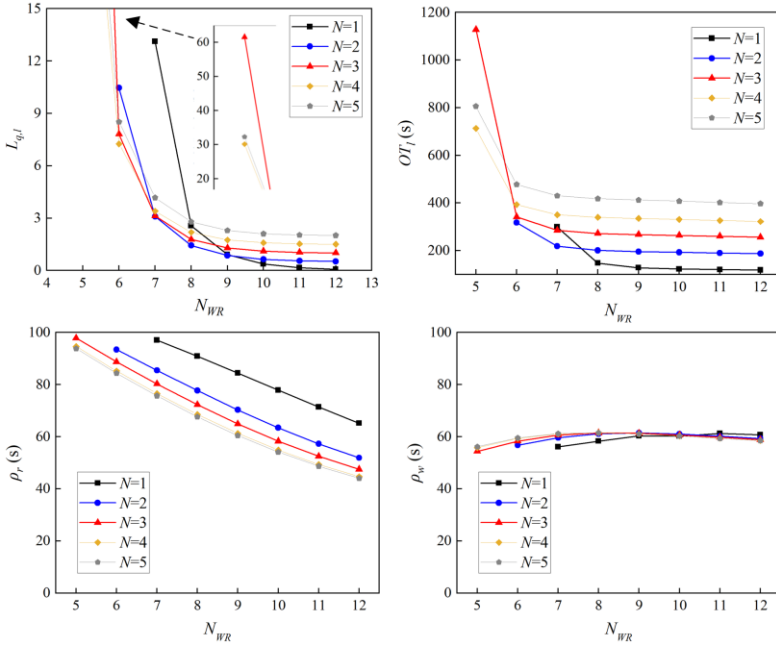 15
12
9
6
3
0
L_{q,I}
60
50
40
30
20
N=1
N=2
N=3
N=4
N=5
4 5 6 7 8 9 10 11 12 13
N_{WR}
1200
1000
800
600
400
200
OT_I (s)
N=1
N=2
N=3
N=4
N=5
5 6 7 8 9 10 11 12
N_{WR}
100
80
60
40
20
0
ρ_r (s)
N=1
N=2
N=3
N=4
N=5
5 6 7 8 9 10 11 12
N_{WR}
100
80
60
40
20
0
ρ_w (s)
N=1
N=2
N=3
N=4
N=5
5 6 7 8 9 10 11 12
N_{WR}